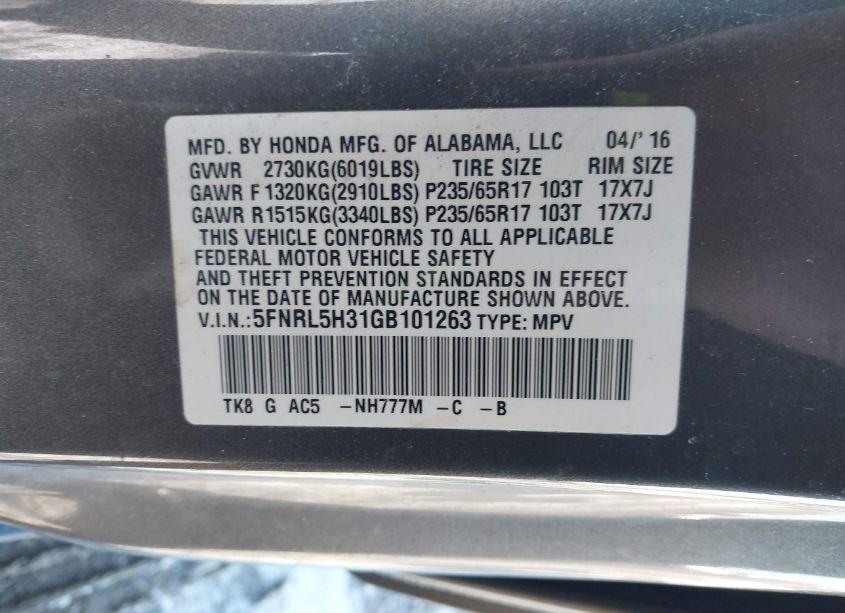 MFD. BY HONDA MFG. OF ALABAMA, LLC 04/' 16
GVWR 2730KG(6019LBS) TIRE SIZE RIM SIZE
GAWR F 1320KG(2910LBS) P235/65R17 103T 17X7J
GAWR R1515KG(3340LBS) P235/65R17 103T 17X7J
THIS VEHICLE CONFORMS TO ALL APPLICABLE
FEDERAL MOTOR VEHICLE SAFETY
AND THEFT PREVENTION STANDARDS IN EFFECT
ON THE DATE OF MANUFACTURE SHOWN ABOVE.
V.I.N.:5FNRL5H31GB101263 TYPE: MPV
TK8 G AC5 -NH777M -C -B